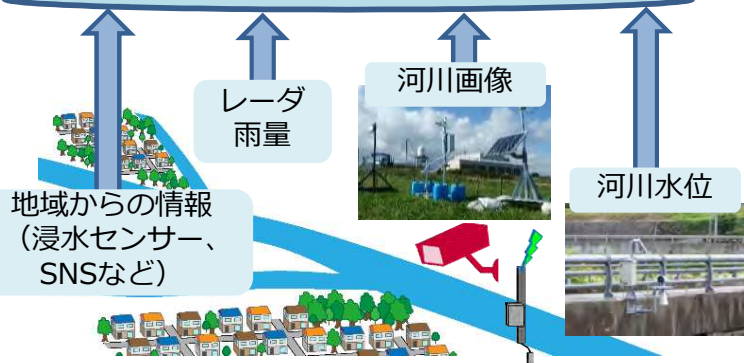 レーダ
雨量
河川画像
河川水位
地域からの情報
（浸水センサー、
SNSなど）